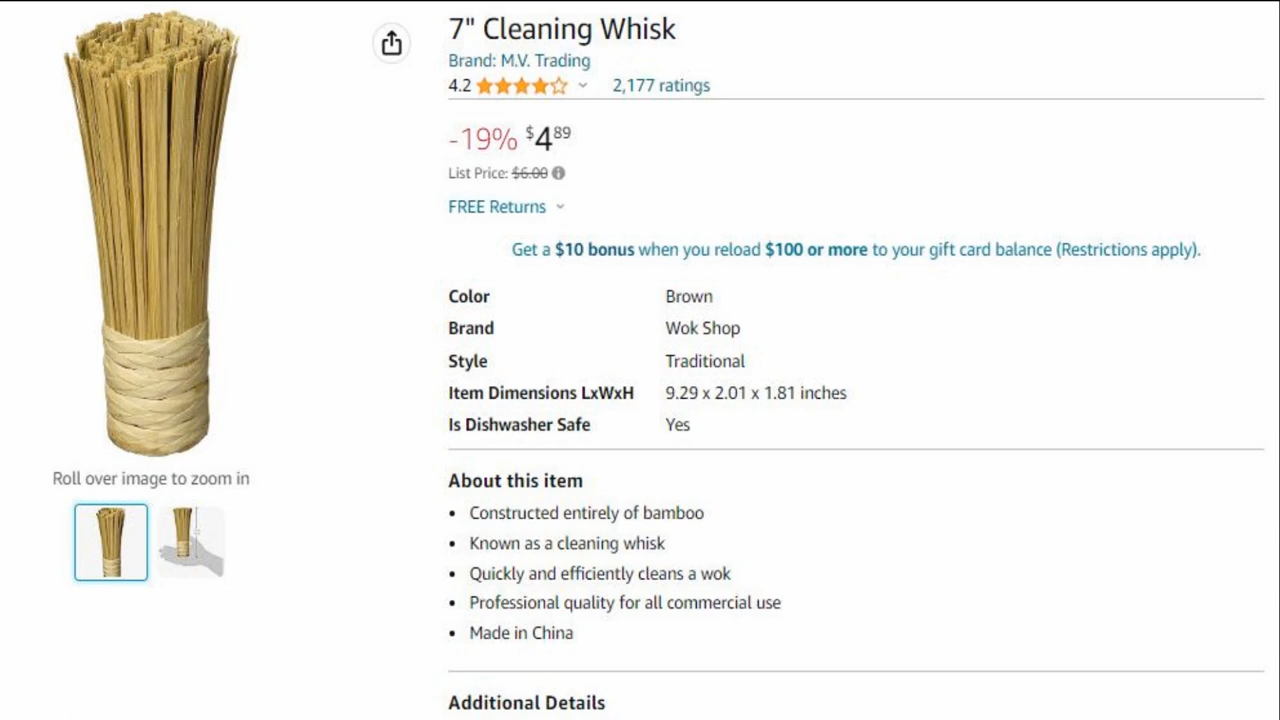 7" Cleaning Whisk
Brand: M.V. Trading
4.2 2,177 ratings
-19% $4.89
List Price: $6.00
FREE Returns
Get a $10 bonus when you reload $100 or more to your gift card balance (Restrictions apply).
Color Brown
Brand Wok Shop
Style Traditional
Item Dimensions LxWxH 9.29 x 2.01 x 1.81 inches
Is Dishwasher Safe Yes
Roll over image to zoom in
About this item
• Constructed entirely of bamboo
• Known as a cleaning whisk
• Quickly and efficiently cleans a wok
• Professional quality for all commercial use
• Made in China
Additional Details